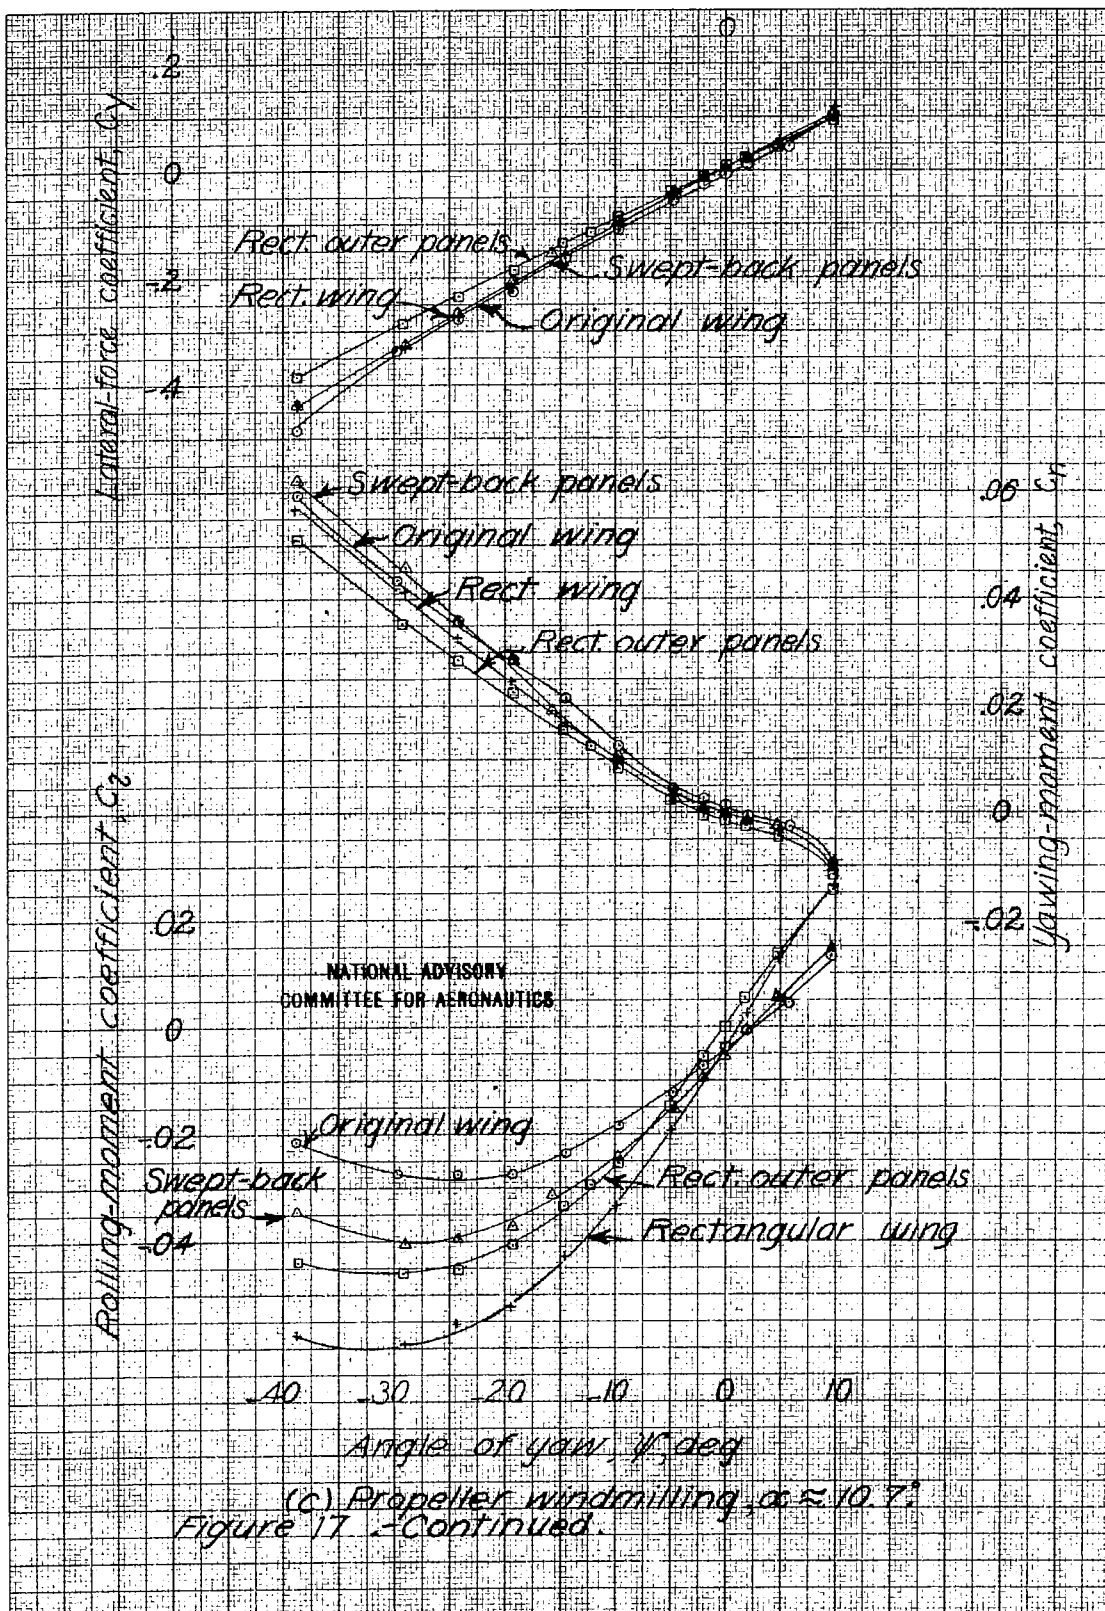 0
.2
0
-.2
-.4
Lateral-force coefficient, Cy
Rect. outer panels
Swept-back panels
Rect. wing
Original wing
Swept-back panels
Original wing
Rect. wing
Rect. outer panels
.06
.04
.02
0
-.02
Yawing-moment coefficient, Cn
.02
0
-.02
-.04
Rolling-moment coefficient, Cl
NATIONAL ADVISORY
COMMITTEE FOR AERONAUTICS
Original wing
Swept-back
panels
Rect. outer panels
Rectangular wing
-40 -30 -20 -10 0 10
Angle of yaw, ψ, deg
(c) Propeller windmilling, α ≈ 10.7°.
Figure 17 .-Continued.